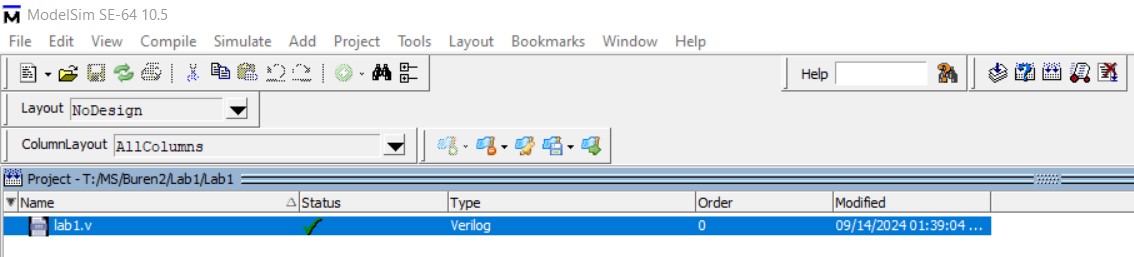 ModelSim SE-64 10.5
File Edit View Compile Simulate Add Project Tools Layout Bookmarks Window Help
Help
Layout NoDesign
ColumnLayout AllColumns
Project - T:/MS/Buren2/Lab1/Lab1
Name Status Type Order Modified
lab1.v Verilog 0 09/14/2024 01:39:04 ...